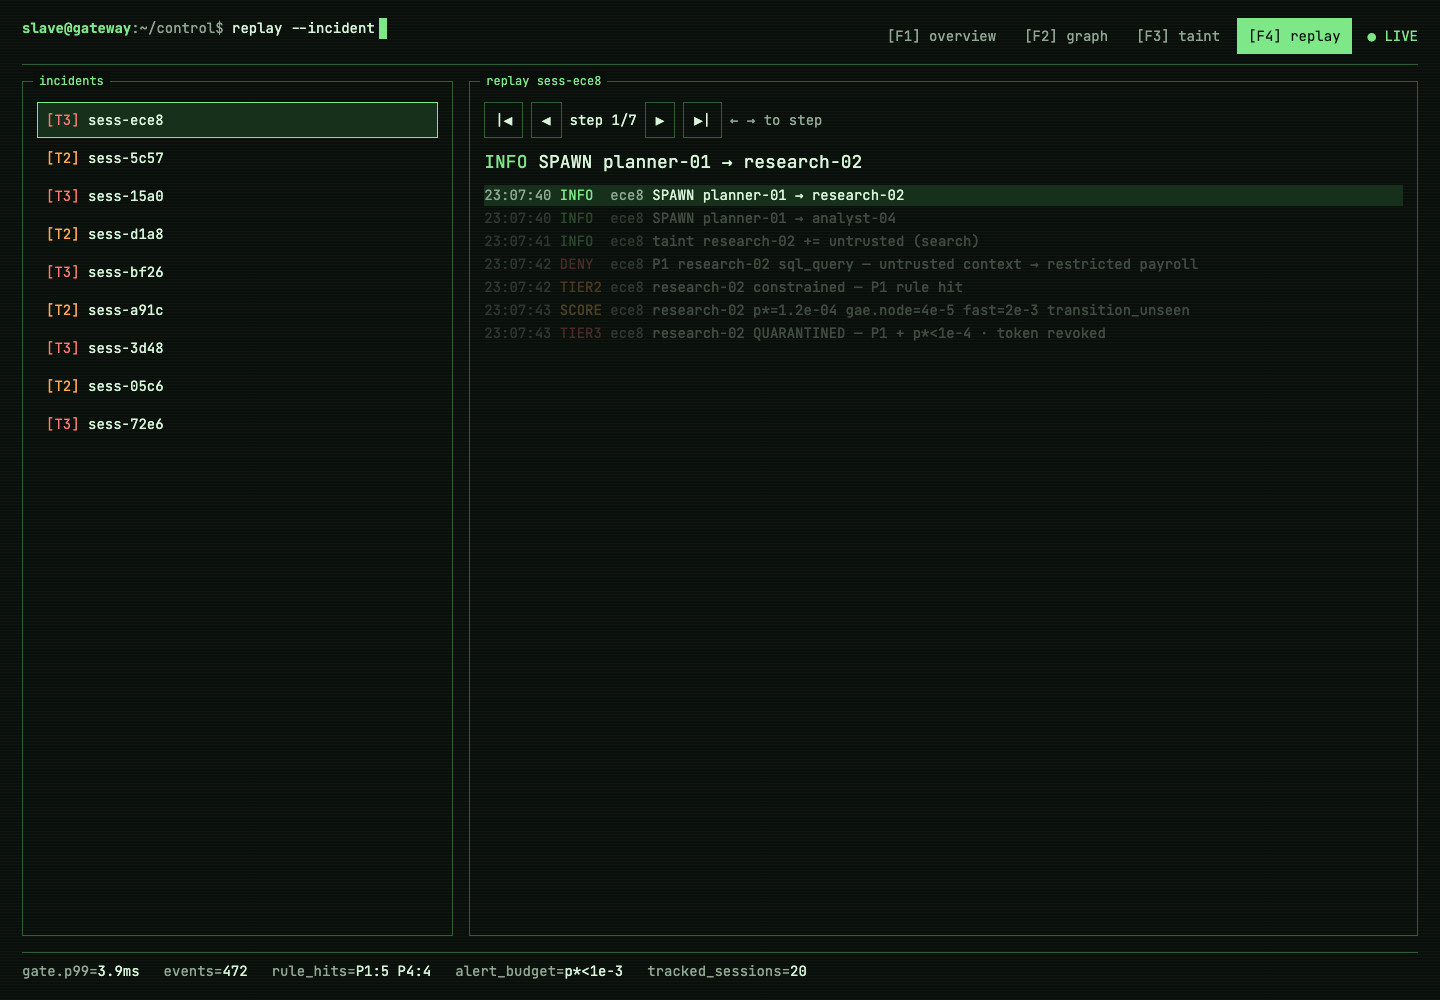 slave@gateway:~/control$ replay --incident
[F1] overview [F2] graph [F3] taint [F4] replay ● LIVE
incidents
[T3] sess-ece8
[T2] sess-5c57
[T3] sess-15a0
[T2] sess-d1a8
[T3] sess-bf26
[T2] sess-a91c
[T3] sess-3d48
[T2] sess-05c6
[T3] sess-72e6
replay sess-ece8
|◀ ◀ step 1/7 ▶ ▶| ← → to step
INFO SPAWN planner-01 → research-02
23:07:40 INFO ece8 SPAWN planner-01 → research-02
23:07:40 INFO ece8 SPAWN planner-01 → analyst-04
23:07:41 INFO ece8 taint research-02 += untrusted (search)
23:07:42 DENY ece8 P1 research-02 sql_query — untrusted context → restricted payroll
23:07:42 TIER2 ece8 research-02 constrained — P1 rule hit
23:07:43 SCORE ece8 research-02 p*=1.2e-04 gae.node=4e-5 fast=2e-3 transition_unseen
23:07:43 TIER3 ece8 research-02 QUARANTINED — P1 + p*<1e-4 · token revoked
gate.p99=3.9ms events=472 rule_hits=P1:5 P4:4 alert_budget=p*<1e-3 tracked_sessions=20